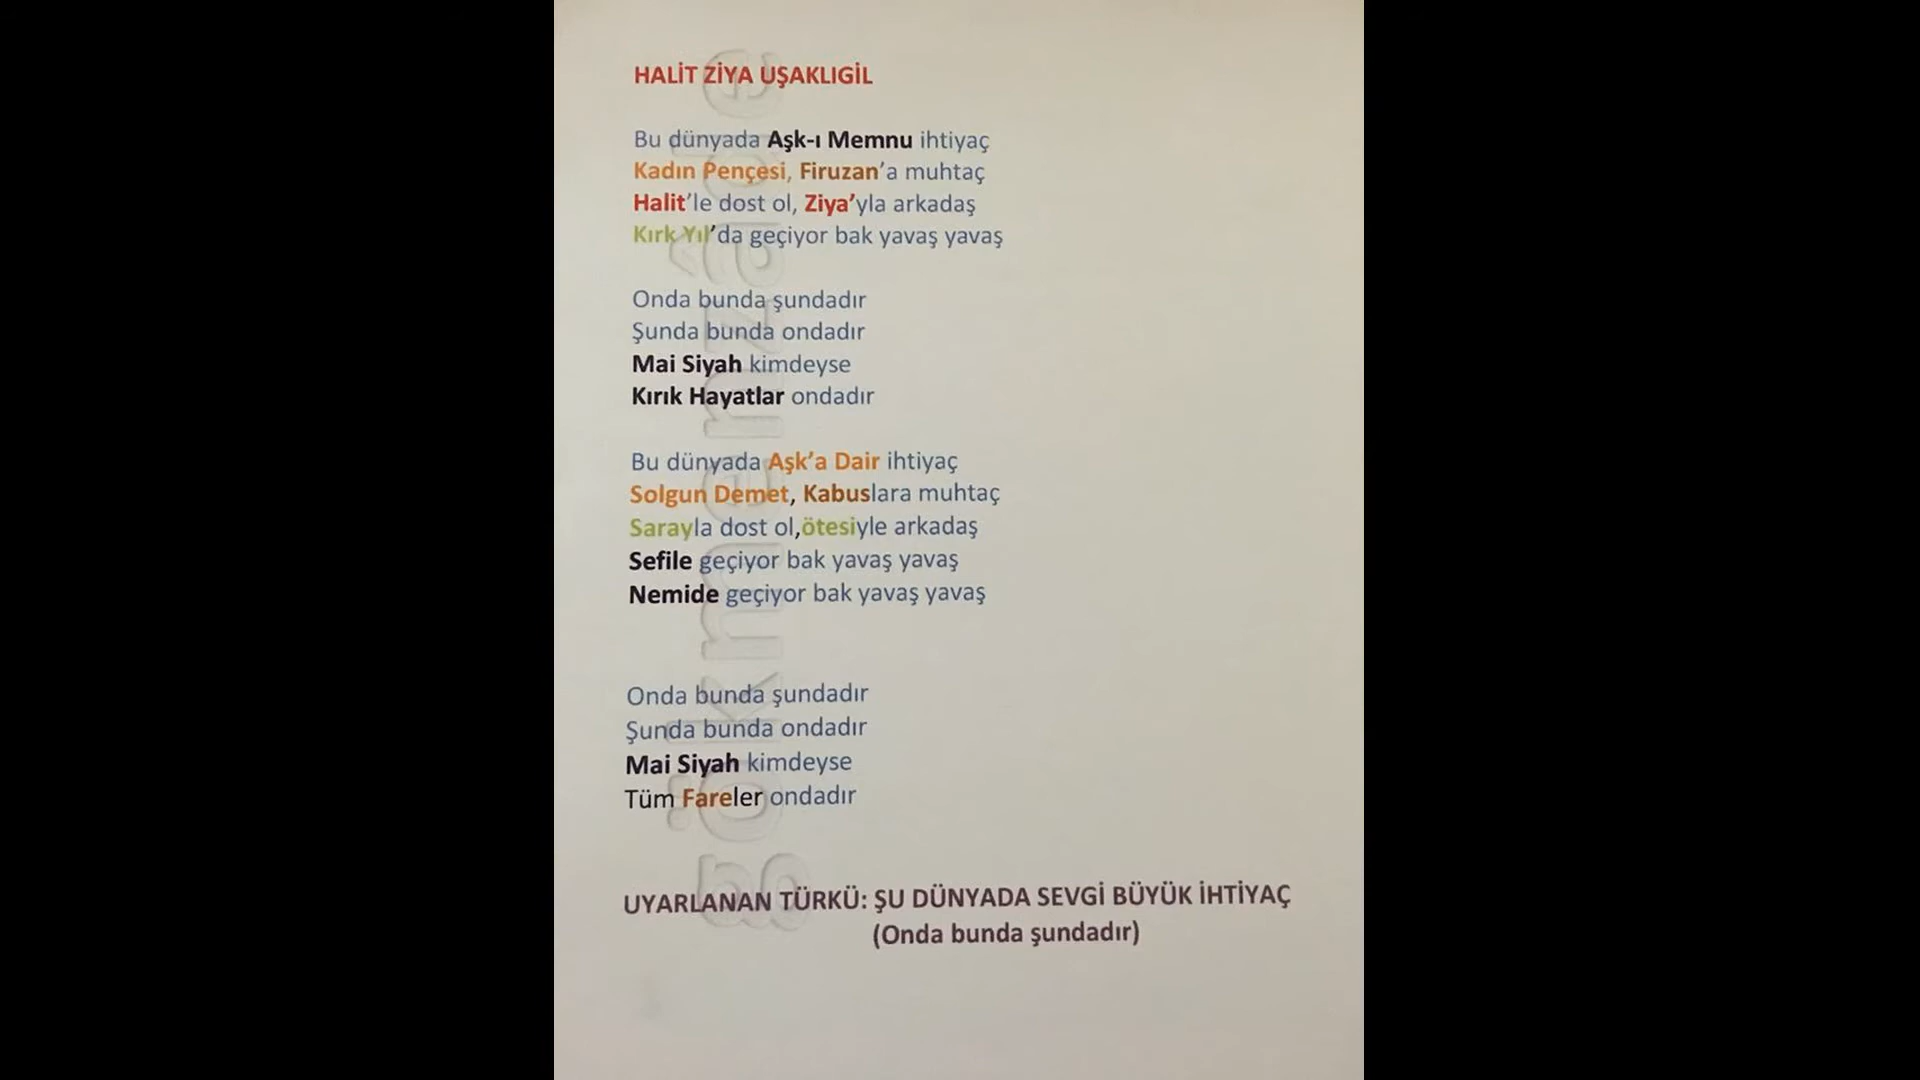 HALİT ZİYA UŞAKLIGİL
Bu dünyada Aşk-ı Memnu ihtiyaç
Kadın Pençesi, Firuzan’a muhtaç
Halit’le dost ol, Ziya’yla arkadaş
Kırk Yıl’da geçiyor bak yavaş yavaş
Onda bunda şundadır
Şunda bunda ondadır
Mai Siyah kimdeyse
Kırık Hayatlar ondadır
Bu dünyada Aşk’a Dair ihtiyaç
Solgun Demet, Kabuslara muhtaç
Sarayla dost ol,ötesiyle arkadaş
Sefile geçiyor bak yavaş yavaş
Nemide geçiyor bak yavaş yavaş
Onda bunda şundadır
Şunda bunda ondadır
Mai Siyah kimdeyse
Tüm Fareler ondadır
UYARLANAN TÜRKÜ: ŞU DÜNYADA SEVGİ BÜYÜK İHTİYAÇ
(Onda bunda şundadır)
gökmenzâde